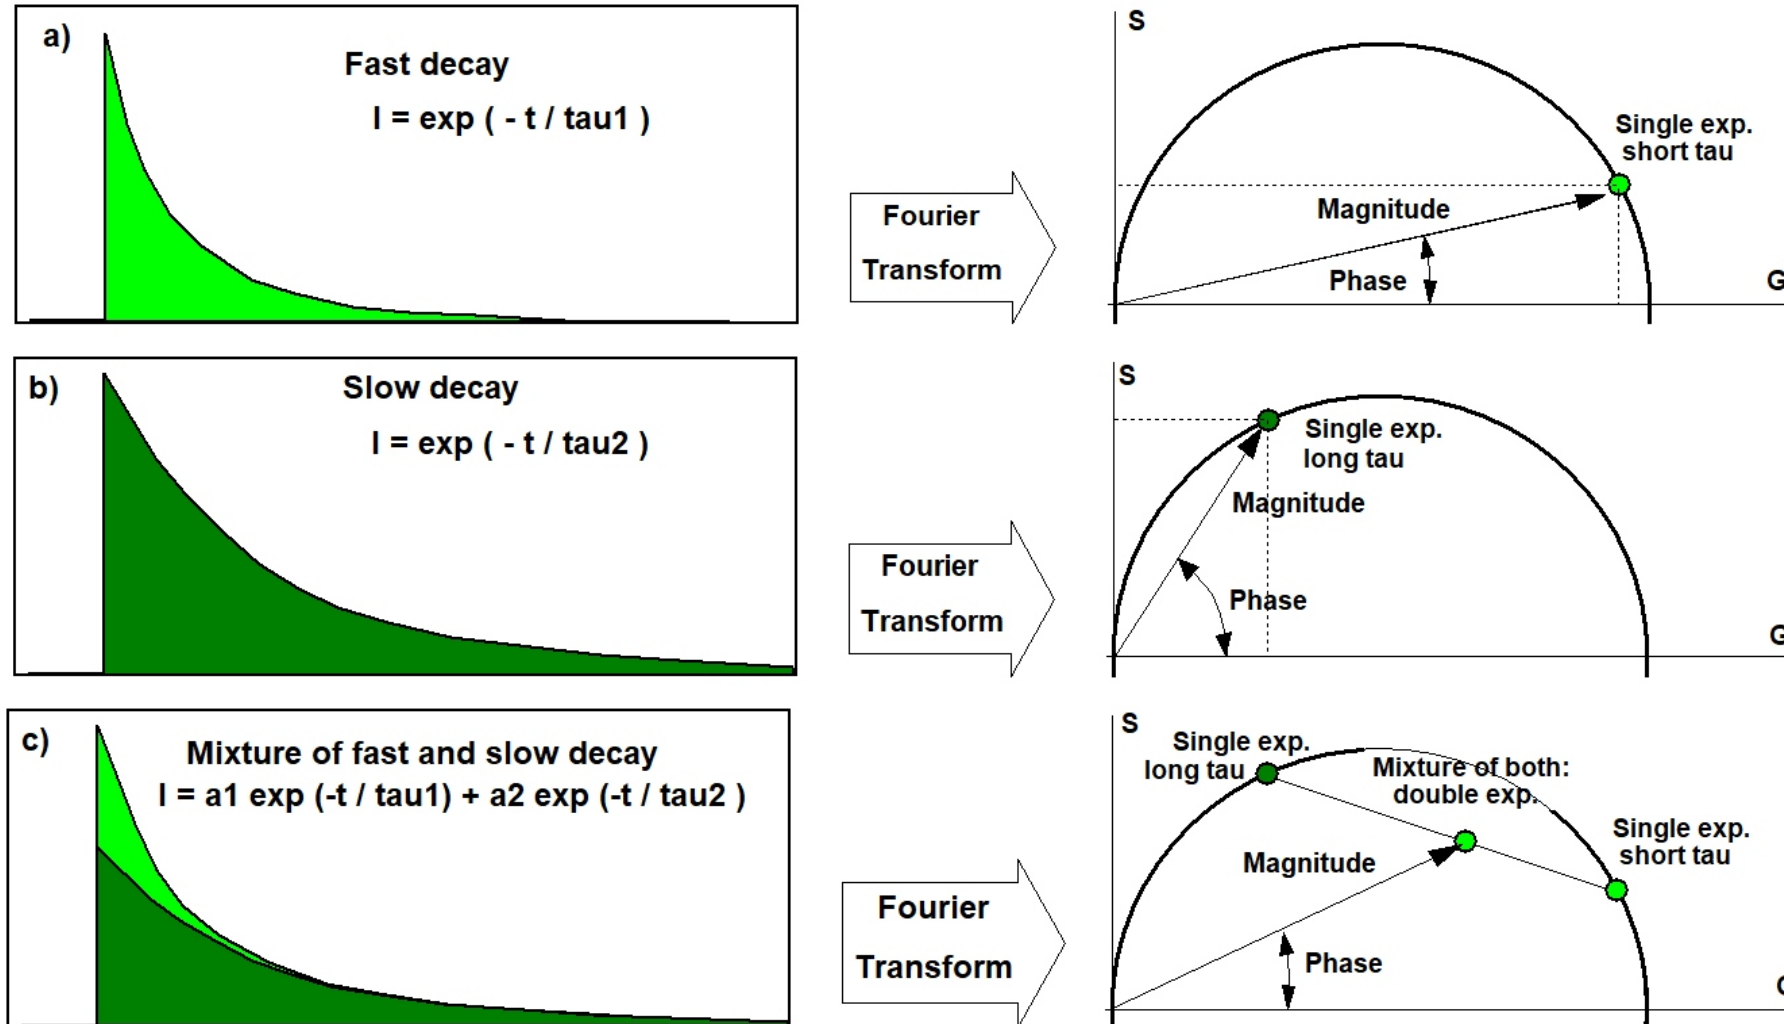 a)
Fast decay
I = exp ( - t / tau1 )
Fourier
Transform
S
Single exp.
short tau
Magnitude
Phase
G
b)
Slow decay
I = exp ( - t / tau2 )
Fourier
Transform
S
Single exp.
long tau
Magnitude
Phase
G
c)
Mixture of fast and slow decay
I = a1 exp (-t / tau1) + a2 exp (-t / tau2 )
Fourier
Transform
S
Single exp.
long tau
Mixture of both:
double exp.
Single exp.
short tau
Magnitude
Phase